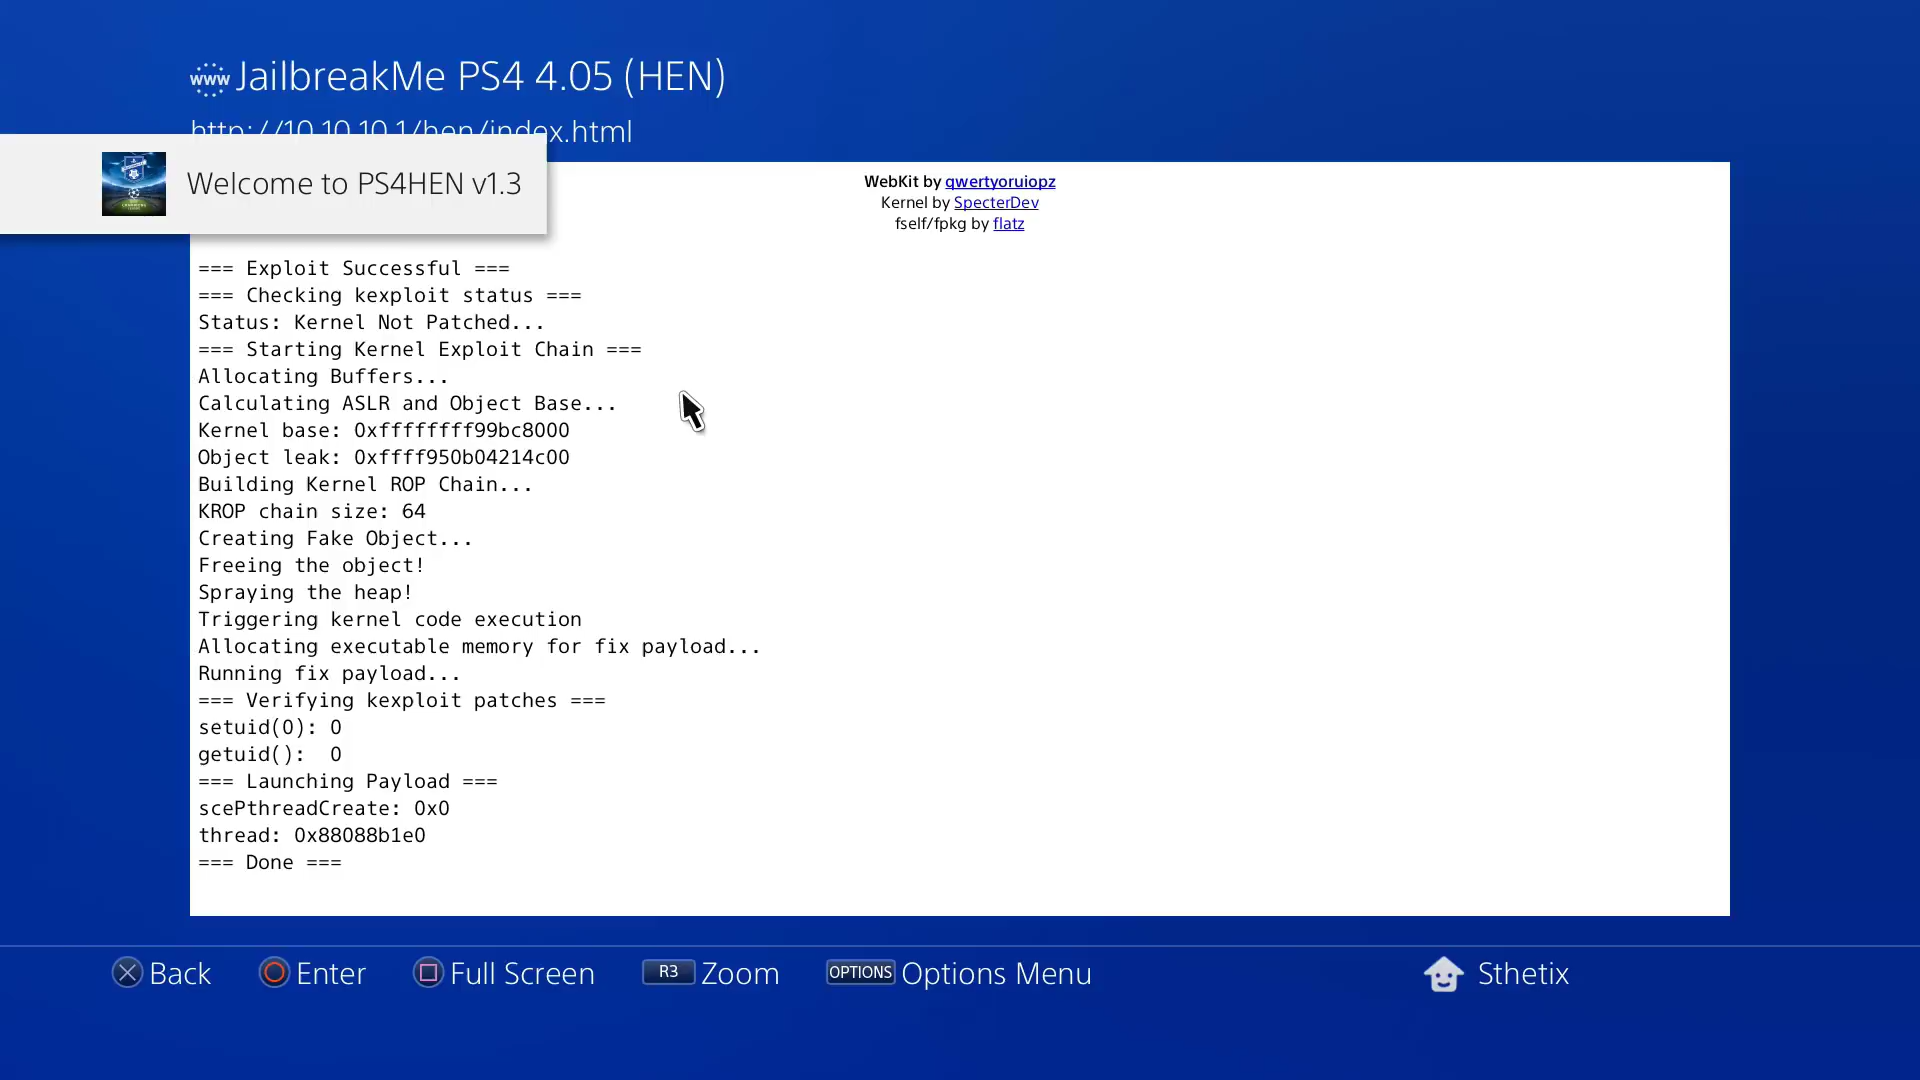 www JailbreakMe PS4 4.05 (HEN)
http://10.10.10.1/hen/index.html
Welcome to PS4HEN v1.3
WebKit by qwertyoruiopz
Kernel by SpecterDev
fself/fpkg by flatz
=== Exploit Successful ===
=== Checking kexploit status ===
Status: Kernel Not Patched...
=== Starting Kernel Exploit Chain ===
Allocating Buffers...
Calculating ASLR and Object Base...
Kernel base: 0xffffffff99bc8000
Object leak: 0xffff950b04214c00
Building Kernel ROP Chain...
KROP chain size: 64
Creating Fake Object...
Freeing the object!
Spraying the heap!
Triggering kernel code execution
Allocating executable memory for fix payload...
Running fix payload...
=== Verifying kexploit patches ===
setuid(0): 0
getuid():  0
=== Launching Payload ===
scePthreadCreate: 0x0
thread: 0x88088b1e0
=== Done ===
Back Enter Full Screen R3 Zoom OPTIONS Options Menu Sthetix